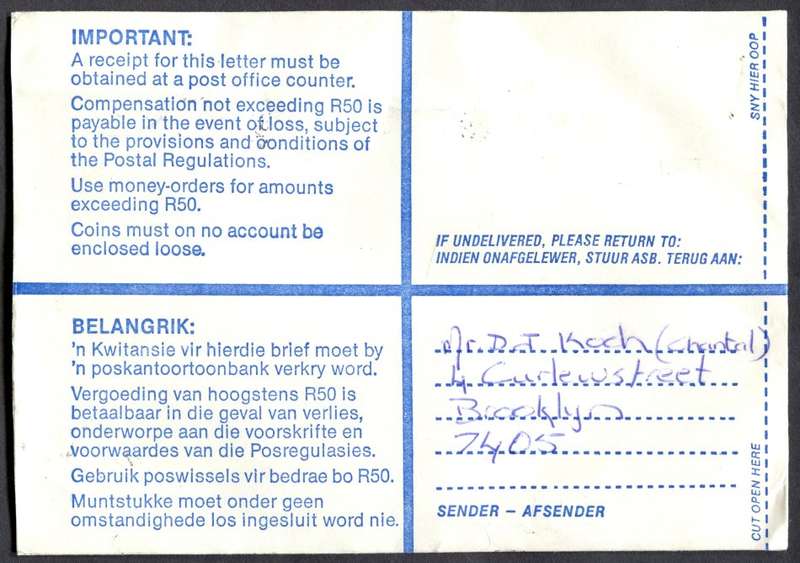 IMPORTANT:
A receipt for this letter must be
obtained at a post office counter.
Compensation not exceeding R50 is
payable in the event of loss, subject
to the provisions and conditions of
the Postal Regulations.
Use money-orders for amounts
exceeding R50.
Coins must on no account be
enclosed loose.
SNY HIER OOP
IF UNDELIVERED, PLEASE RETURN TO:
INDIEN ONAFGELEWER, STUUR ASB. TERUG AAN:
BELANGRIK:
'n Kwitansie vir hierdie brief moet by
'n poskantoortoonbank verkry word.
Vergoeding van hoogstens R50 is
betaalbaar in die geval van verlies,
onderworpe aan die voorskrifte en
voorwaardes van die Posregulasies.
Gebruik poswissels vir bedrae bo R50.
Muntstukke moet onder geen
omstandighede los ingesluit word nie.
Mr. D.J. Koch (Chantal)
4 Curlewstreet
Brooklyn
7405
SENDER – AFSENDER
CUT OPEN HERE